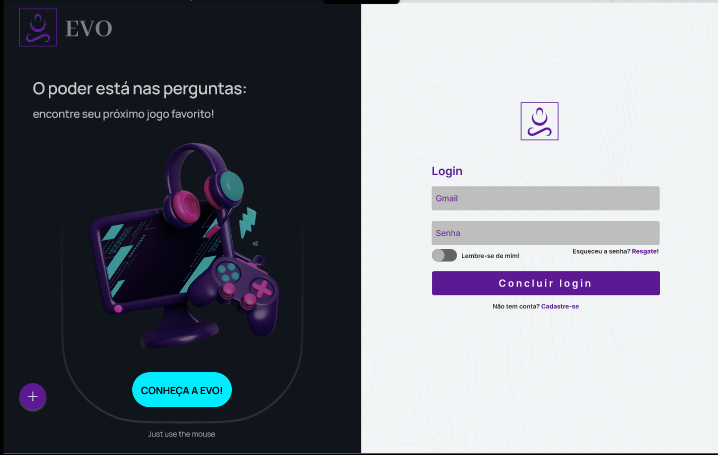 EVO
O poder está nas perguntas:
encontre seu próximo jogo favorito!
CONHEÇA A EVO!
Just use the mouse
Login
Gmail
Senha
Lembre-se de mim!
Esqueceu a senha? Resgate!
Concluir login
Não tem conta? Cadastre-se